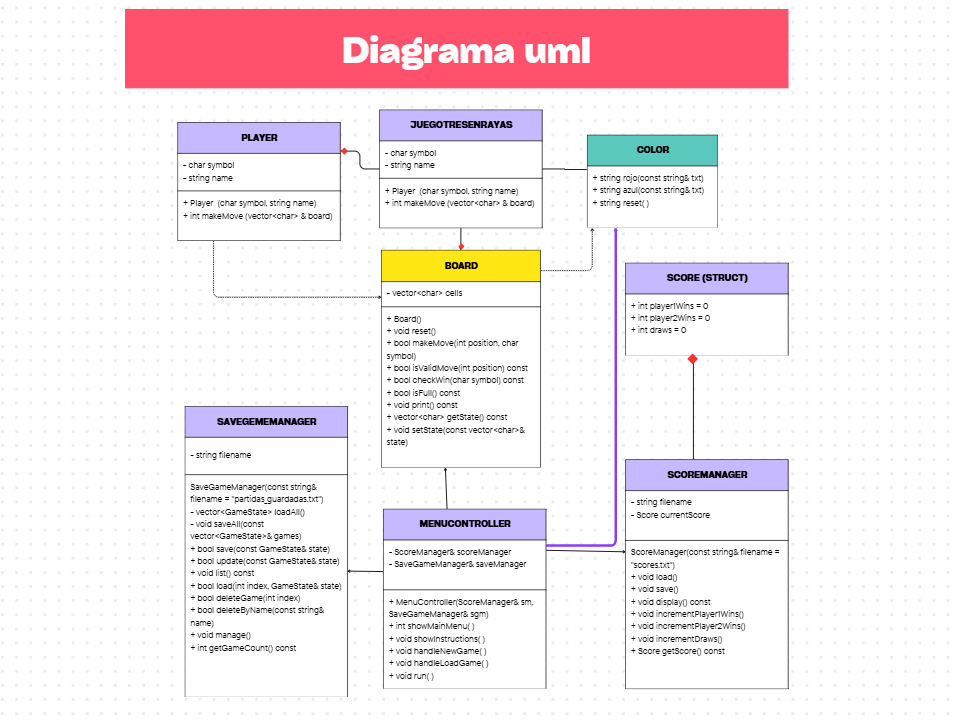 Diagrama uml
PLAYER
- char symbol
- string name
+ Player  (char symbol, string name)
+ int makeMove (vector<char> & board)
JUEGOTRESENRAYAS
- char symbol
- string name
+ Player  (char symbol, string name)
+ int makeMove (vector<char> & board)
COLOR
+ string rojo(const string& txt)
+ string azul(const string& txt)
+ string reset( )
BOARD
- vector<char> cells
+ Board()
+ void reset()
+ bool makeMove(int position, char
symbol)
+ bool isValidMove(int position) const
+ bool checkWin(char symbol) const
+ bool isFull() const
+ void print() const
+ vector<char> getState() const
+ void setState(const vector<char>&
state)
SCORE (STRUCT)
+ int player1Wins = 0
+ int player2Wins = 0
+ int draws = 0
SAVEGEMEMANAGER
- string filename
SaveGameManager(const string&
filename = "partidas_guardadas.txt")
- vector<GameState> loadAll()
- void saveAll(const
vector<GameState>& games)
+ bool save(const GameState& state)
+ bool update(const GameState& state)
+ void list() const
+ bool load(int index, GameState& state)
+ bool deleteGame(int index)
+ bool deleteByName(const string&
name)
+ void manage()
+ int getGameCount() const
MENUCONTROLLER
- ScoreManager& scoreManager
- SaveGameManager& saveManager
+ MenuController(ScoreManager& sm,
SaveGameManager& sgm)
+ int showMainMenu( )
+ void showInstructions( )
+ void handleNewGame( )
+ void handleLoadGame( )
+ void run( )
SCOREMANAGER
- string filename
- Score currentScore
ScoreManager(const string& filename =
"scores.txt")
+ void load()
+ void save()
+ void display() const
+ void incrementPlayer1Wins()
+ void incrementPlayer2Wins()
+ void incrementDraws()
+ Score getScore() const